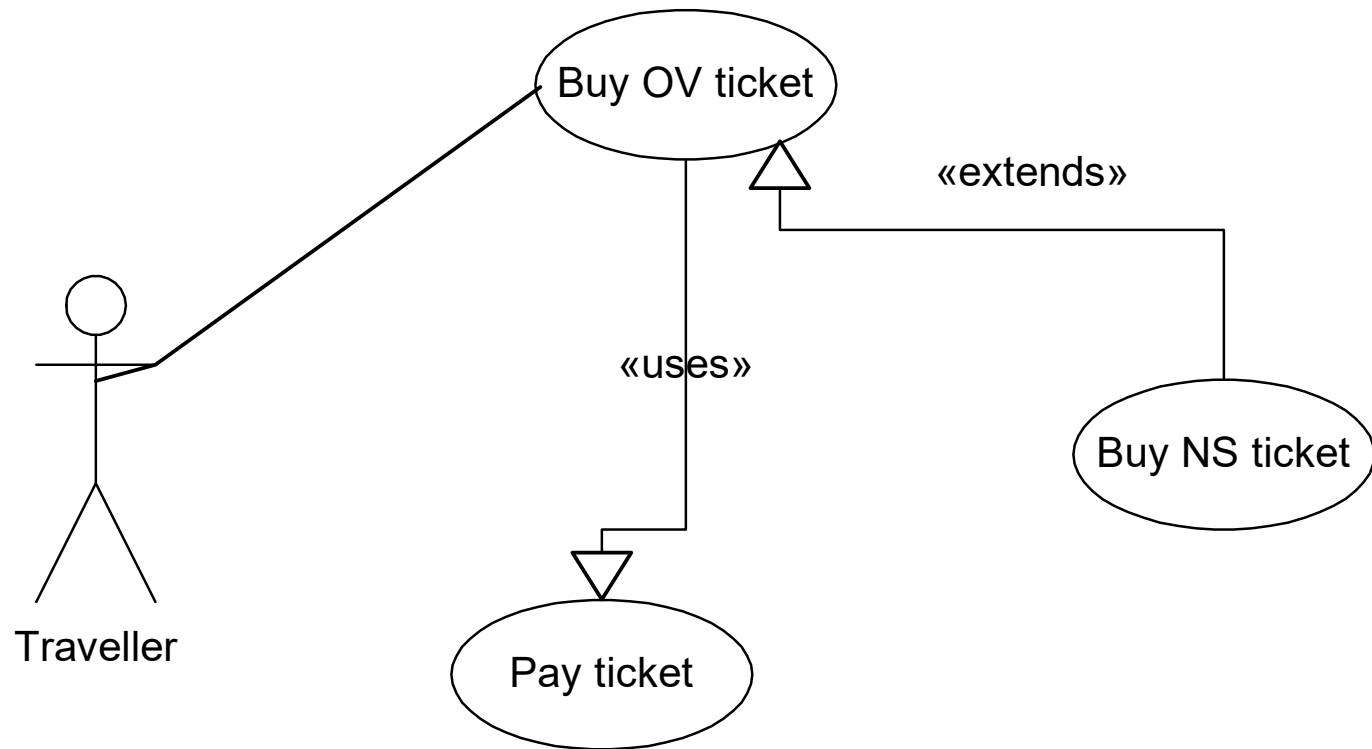 Buy OV ticket
«extends»
«uses»
Buy NS ticket
Traveller
Pay ticket